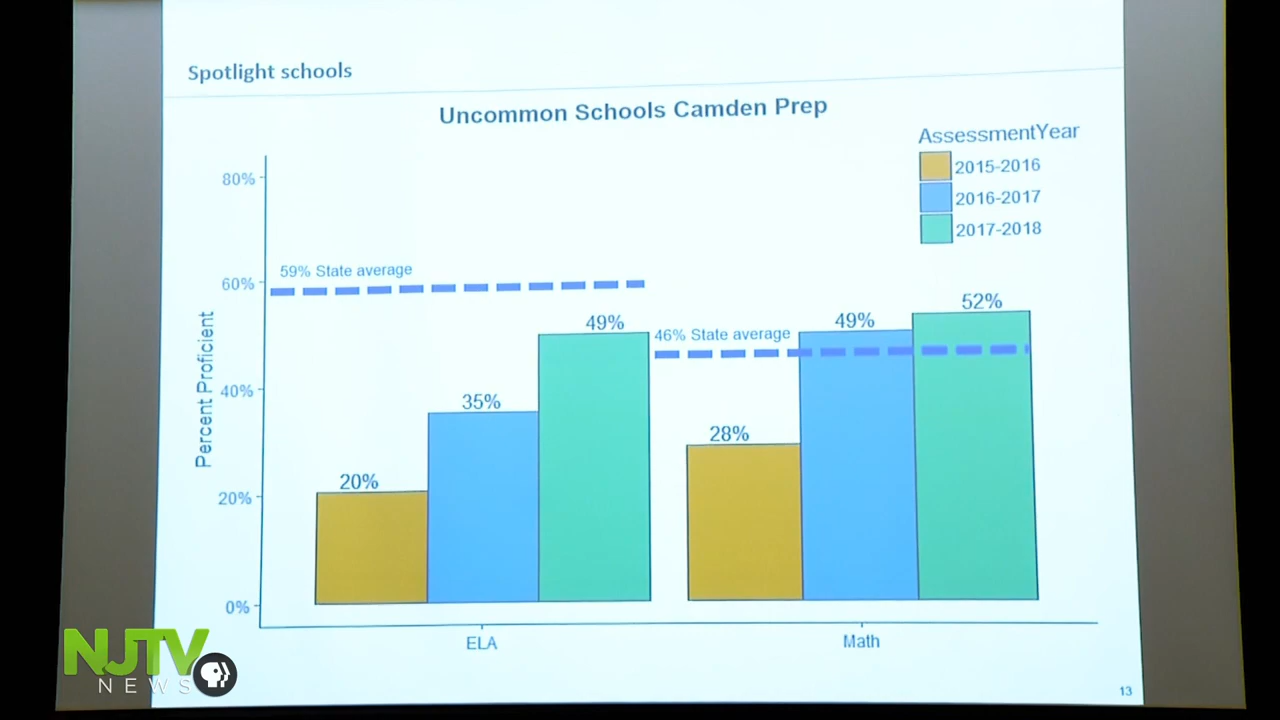 Spotlight schools
Uncommon Schools Camden Prep
AssessmentYear
2015-2016
2016-2017
2017-2018
Percent Proficient
80%
60%
40%
20%
0%
59% State average
46% State average
20%
35%
49%
28%
49%
52%
ELA
Math
13
NJTV
NEWS